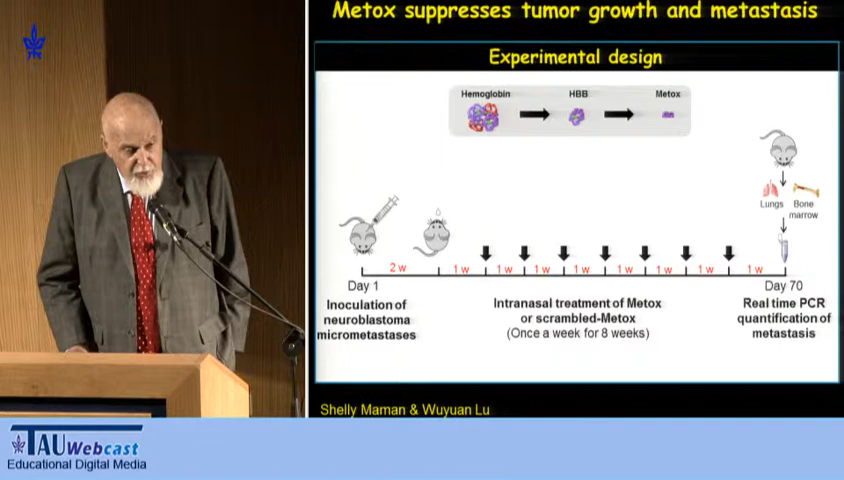 Metox suppresses tumor growth and metastasis
Experimental design
Hemoglobin
HBB
Metox
Lungs
Bone
marrow
2 w
1 w
1 w
1 w
1 w
1 w
1 w
1 w
1 w
Day 1
Day 70
Inoculation of
neuroblastoma
micrometastases
Intranasal treatment of Metox
or scrambled-Metox
(Once a week for 8 weeks)
Real time PCR
quantification of
metastasis
Shelly Maman & Wuyuan Lu
TAU Webcast
Educational Digital Media